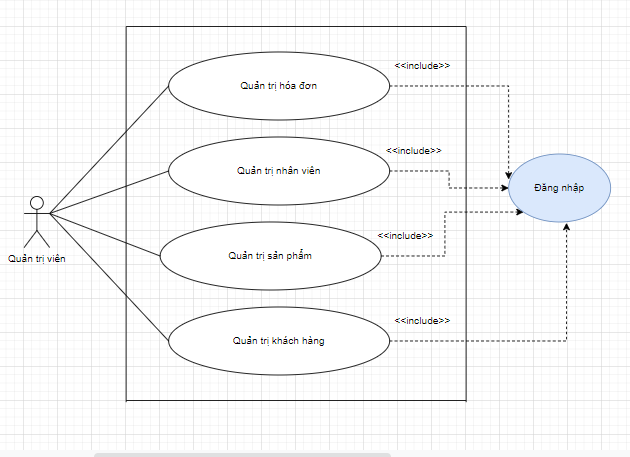 <<include>>
Quản trị hóa đơn
<<include>>
Quản trị nhân viên
Đăng nhập
<<include>>
Quản trị sản phẩm
Quản trị viên
<<include>>
Quản trị khách hàng